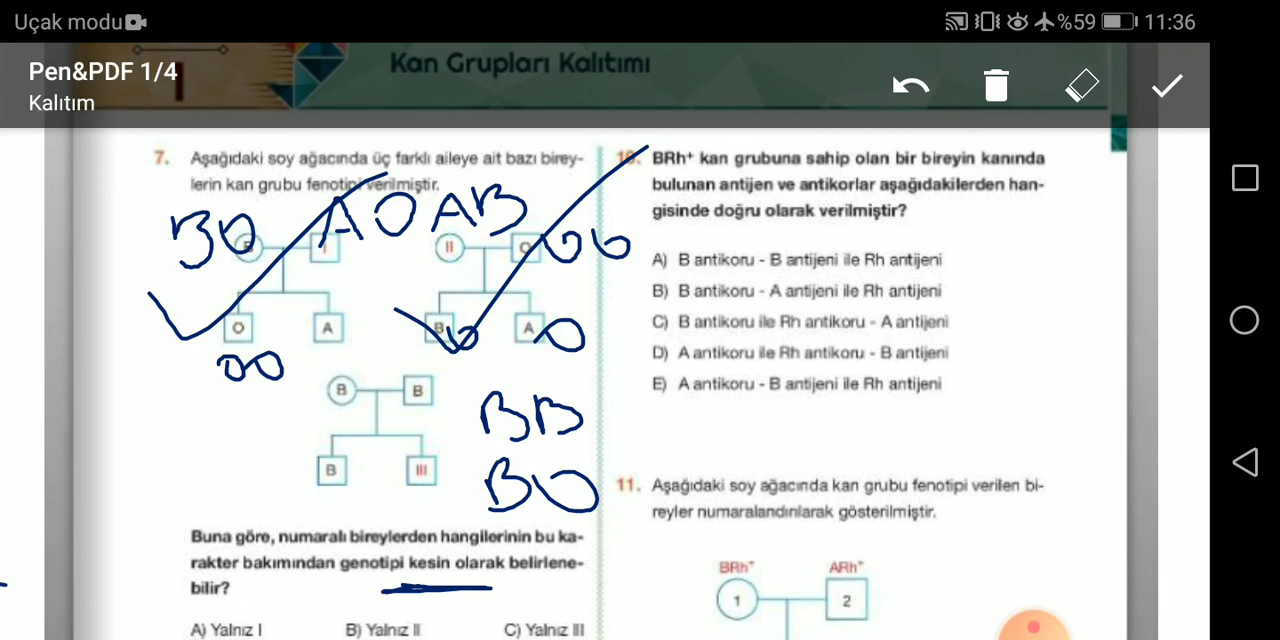 Uçak modu
%59 11:36
Pen&PDF 1/4
Kalıtım
1
Kan Grupları Kalıtımı
7. Aşağıdaki soy ağacında üç farklı aileye ait bazı birey-
lerin kan grubu fenotipi verilmiştir.
BO
AO
AB
I
II
O
OO
O
A
B
O
A
O
OO
B
B
BB
B
III
BO
Buna göre, numaralı bireylerden hangilerinin bu ka-
rakter bakımından genotipi kesin olarak belirlene-
bilir?
A) Yalnız I B) Yalnız II C) Yalnız III
10. BRh⁺ kan grubuna sahip olan bir bireyin kanında
bulunan antijen ve antikorlar aşağıdakilerden han-
gisinde doğru olarak verilmiştir?
A) B antikoru - B antijeni ile Rh antijeni
B) B antikoru - A antijeni ile Rh antijeni
C) B antikoru ile Rh antikoru - A antijeni
D) A antikoru ile Rh antikoru - B antijeni
E) A antikoru - B antijeni ile Rh antijeni
11. Aşağıdaki soy ağacında kan grubu fenotipi verilen bi-
reyler numaralandırılarak gösterilmiştir.
BRh⁺ ARh⁺
1 2